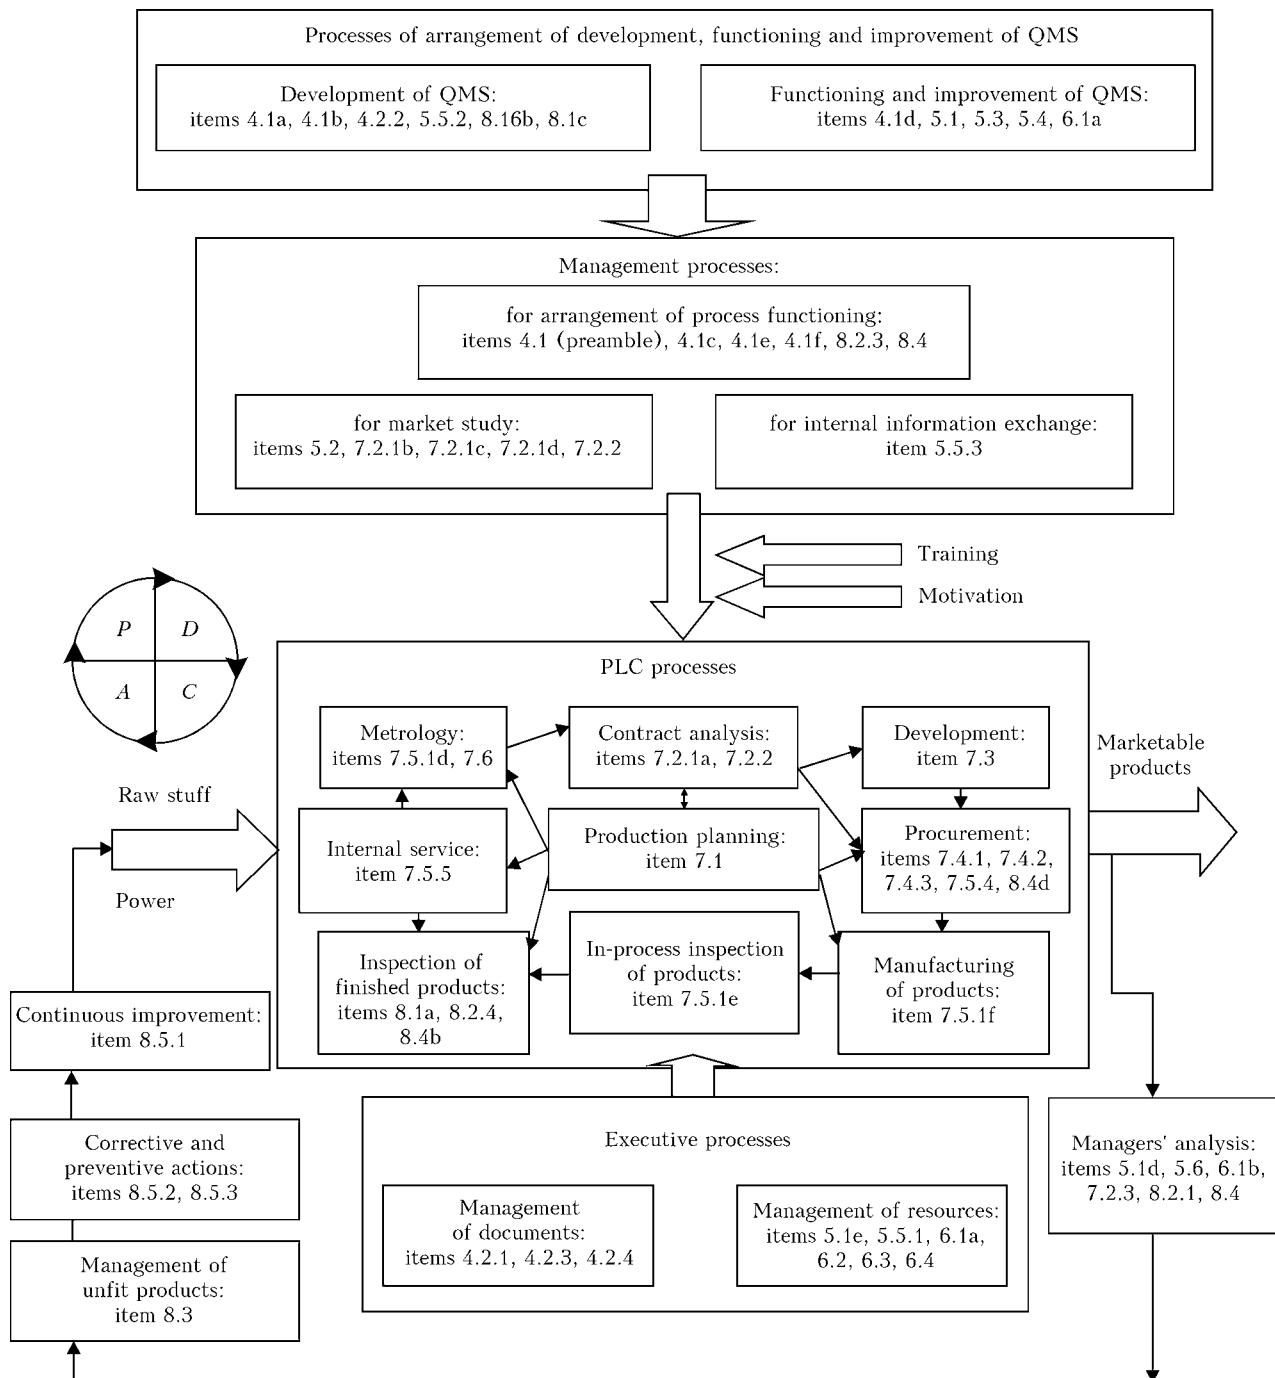 Processes of arrangement of development, functioning and improvement of QMS
Development of QMS:
items 4.1a, 4.1b, 4.2.2, 5.5.2, 8.16b, 8.1c
Functioning and improvement of QMS:
items 4.1d, 5.1, 5.3, 5.4, 6.1a
Management processes:
for arrangement of process functioning:
items 4.1 (preamble), 4.1c, 4.1e, 4.1f, 8.2.3, 8.4
for market study:
items 5.2, 7.2.1b, 7.2.1c, 7.2.1d, 7.2.2
for internal information exchange:
item 5.5.3
Training
Motivation
P
D
A
C
PLC processes
Metrology:
items 7.5.1d, 7.6
Contract analysis:
items 7.2.1a, 7.2.2
Development:
item 7.3
Marketable
products
Raw stuff
Power
Internal service:
item 7.5.5
Production planning:
item 7.1
Procurement:
items 7.4.1, 7.4.2,
7.4.3, 7.5.4, 8.4d
Inspection of
finished products:
items 8.1a, 8.2.4,
8.4b
In-process inspection
of products:
item 7.5.1e
Manufacturing
of products:
item 7.5.1f
Continuous improvement:
item 8.5.1
Corrective and
preventive actions:
items 8.5.2, 8.5.3
Management of
unfit products:
item 8.3
Executive processes
Management
of documents:
items 4.2.1, 4.2.3, 4.2.4
Management of resources:
items 5.1e, 5.5.1, 6.1a,
6.2, 6.3, 6.4
Managers' analysis:
items 5.1d, 5.6, 6.1b,
7.2.3, 8.2.1, 8.4